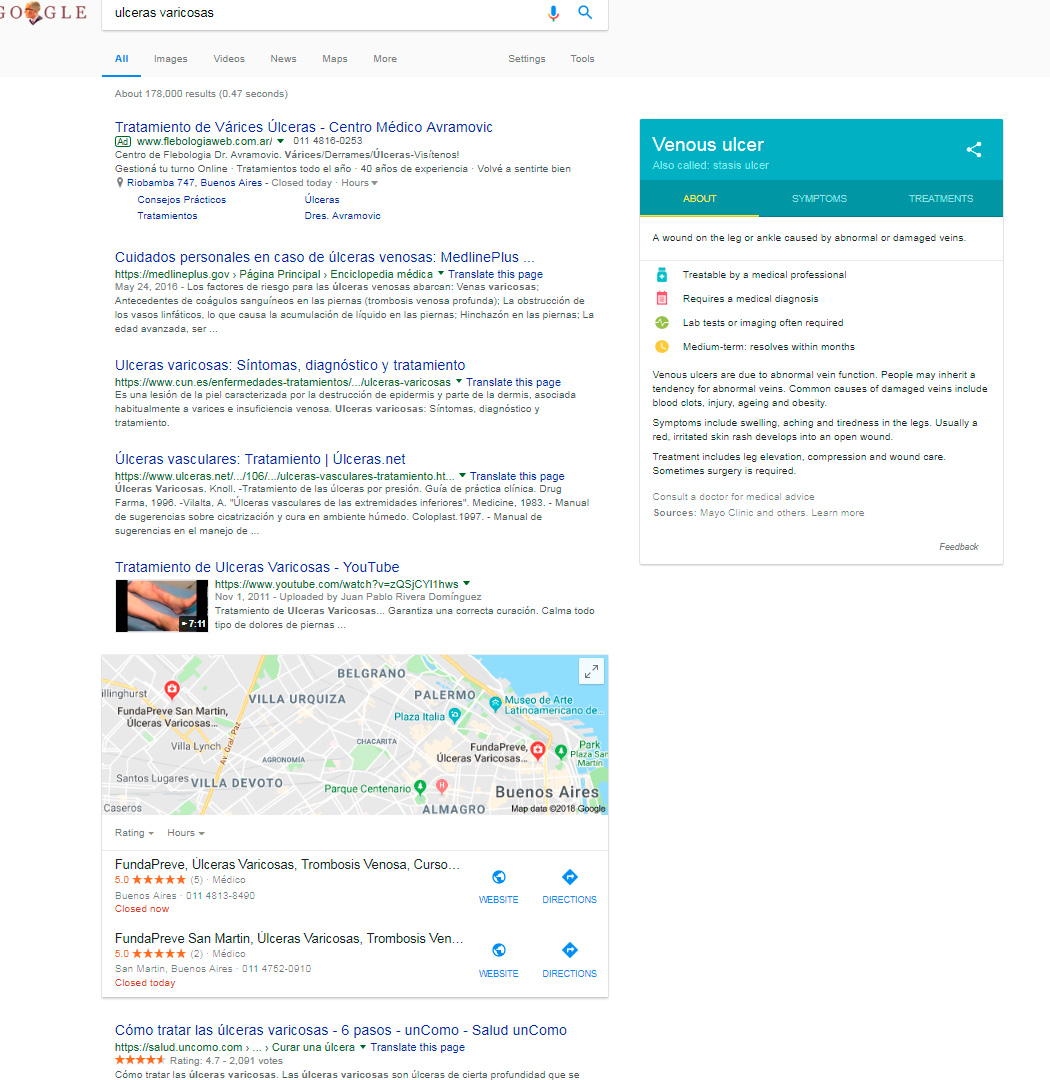 GOOGLE
ulceras varicosas
All Images Videos News Maps More Settings Tools
About 178,000 results (0.47 seconds)
Tratamiento de Várices Úlceras - Centro Médico Avramovic
Ad www.flebologiaweb.com.ar/ 011 4816-0253
Centro de Flebologia Dr. Avramovic. Várices/Derrames/Úlceras-Visítenos!
Gestioná tu turno Online · Tratamientos todo el año · 40 años de experiencia · Volvé a sentirte bien
Riobamba 747, Buenos Aires - Closed today · Hours
Consejos Prácticos Úlceras
Tratamientos Dres. Avramovic
Cuidados personales en caso de úlceras venosas: MedlinePlus ...
https://medlineplus.gov › Página Principal › Enciclopedia médica Translate this page
May 24, 2016 - Los factores de riesgo para las úlceras venosas abarcan: Venas varicosas;
Antecedentes de coágulos sanguíneos en las piernas (trombosis venosa profunda); La obstrucción de
los vasos linfáticos, lo que causa la acumulación de líquido en las piernas; Hinchazón en las piernas; La
edad avanzada, ser ...
Ulceras varicosas: Síntomas, diagnóstico y tratamiento
https://www.cun.es/enfermedades-tratamientos/.../ulceras-varicosas Translate this page
Es una lesión de la piel caracterizada por la destrucción de epidermis y parte de la dermis, asociada
habitualmente a varices e insuficiencia venosa. Ulceras varicosas: Síntomas, diagnóstico y
tratamiento.
Úlceras vasculares: Tratamiento | Úlceras.net
https://www.ulceras.net/.../106/.../ulceras-vasculares-tratamiento.ht... Translate this page
Úlceras Varicosas. Knoll. -Tratamiento de las úlceras por presión. Guía de práctica clínica. Drug
Farma, 1996. -Vilalta, A. "Úlceras vasculares de las extremidades inferiores". Medicine, 1983. - Manual
de sugerencias sobre cicatrización y cura en ambiente húmedo. Coloplast.1997. - Manual de
sugerencias en el manejo de ...
Tratamiento de Ulceras Varicosas - YouTube
https://www.youtube.com/watch?v=zQSjCYI1hws
Nov 1, 2011 - Uploaded by Juan Pablo Rivera Domínguez
Tratamiento de Ulceras Varicosas... Garantiza una correcta curación. Calma todo
tipo de dolores de piernas ...
7:11
BELGRANO
illinghurst
VILLA URQUIZA
PALERMO
Museo de Arte
Latinoamericano de...
FundaPreve San Martin,
Úlceras Varicosas...
Plaza Italia
Av. Gral. Paz
Villa Lynch
CHACARITA
FundaPreve,
Úlceras Varicosas...
Park
Plaza San
Martin
AGRONOMÍA
Santos Lugares
VILLA DEVOTO
Parque Centenario
H
Buenos Aires
Caseros
ALMAGRO
Map data ©2018 Google
Rating Hours
FundaPreve, Úlceras Varicosas, Trombosis Venosa, Curso...
5.0 (5) · Médico
Buenos Aires · 011 4813-8490
Closed now
WEBSITE DIRECTIONS
FundaPreve San Martin, Úlceras Varicosas, Trombosis Ven...
5.0 (2) · Médico
San Martin, Buenos Aires · 011 4752-0910
Closed today
WEBSITE DIRECTIONS
Cómo tratar las úlceras varicosas - 6 pasos - unComo - Salud unComo
https://salud.uncomo.com › ... › Curar una úlcera Translate this page
Rating: 4.7 - 2,091 votes
Cómo tratar las úlceras varicosas. Las úlceras varicosas son úlceras de cierta profundidad que se
Venous ulcer
Also called: stasis ulcer
ABOUT SYMPTOMS TREATMENTS
A wound on the leg or ankle caused by abnormal or damaged veins.
Treatable by a medical professional
Requires a medical diagnosis
Lab tests or imaging often required
Medium-term: resolves within months
Venous ulcers are due to abnormal vein function. People may inherit a
tendency for abnormal veins. Common causes of damaged veins include
blood clots, injury, ageing and obesity.
Symptoms include swelling, aching and tiredness in the legs. Usually a
red, irritated skin rash develops into an open wound.
Treatment includes leg elevation, compression and wound care.
Sometimes surgery is required.
Consult a doctor for medical advice
Sources: Mayo Clinic and others. Learn more
Feedback